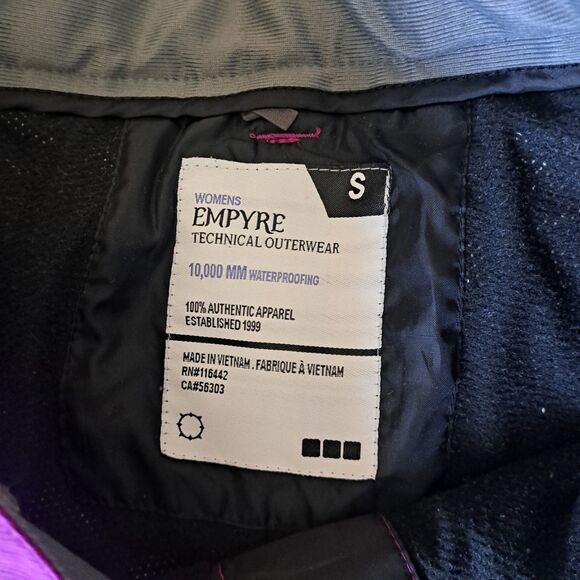 S
WOMENS
EMPYRE
TECHNICAL OUTERWEAR
10,000 MM WATERPROOFING
100% AUTHENTIC APPAREL
ESTABLISHED 1999
MADE IN VIETNAM . FABRIQUE À VIETNAM
RN#116442
CA#56303